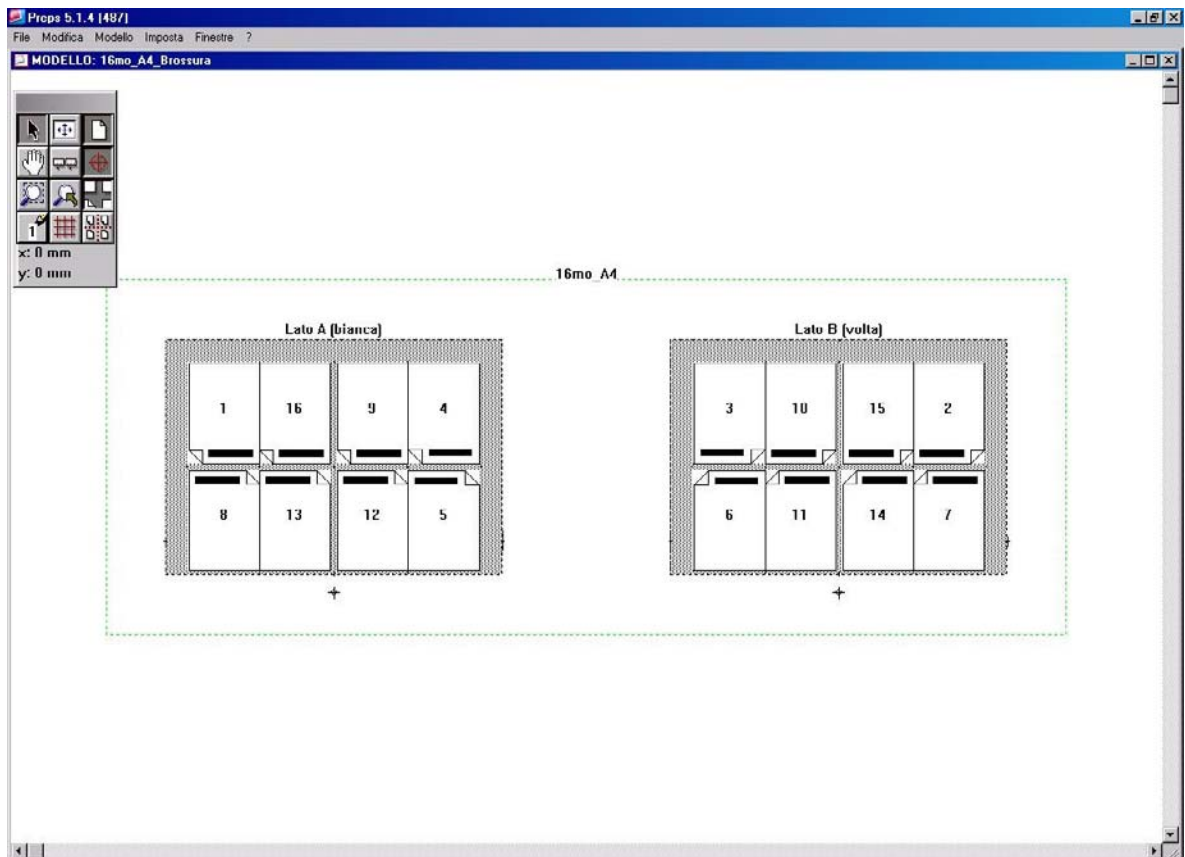 Preps 5.1.4 [487]
File Modifica Modello Imposta Finestre ?
MODELLO: 16mo_A4_Brossura
1
x: 0 mm
y: 0 mm
16mo_A4
Lato A (bianca)
Lato B (volta)
1 16 9 4
3 10 15 2
8 13 12 5
6 11 14 7